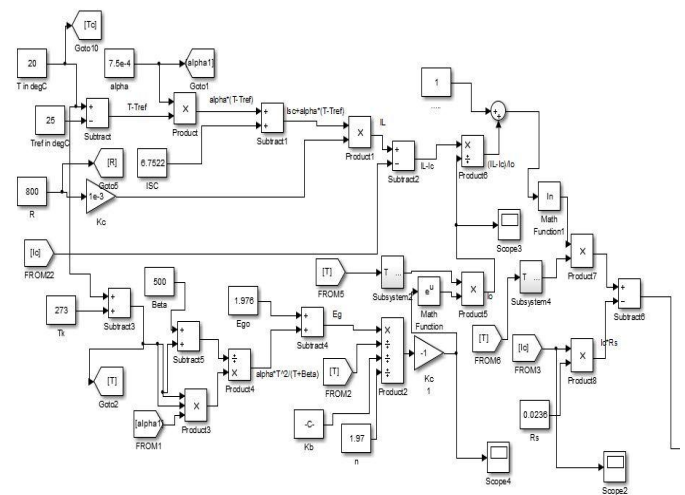 [Tc]
Goto10
20
T in degC
7.5e-4
alpha
[alpha1]
Goto1
25
Tref in degC
Subtract
T-Tref
Product
alpha*(T-Tref)
Subtract1
Isc+alpha*(T-Tref)
6.7522
ISC
Product1
IL
Subtract2
IL-Ic
1
....
Product6
(IL-Ic)/Io
ln
Math
Function1
[R]
Goto5
800
R
1e-3
Kc
Scope3
[Ic]
FROM22
[T]
FROM5
T ...
Subsystem2
e^u
Math
Function
Product5
Io
T ...
Subsystem4
Product7
Subtract6
273
Tk
Subtract3
500
Beta
Subtract5
1.976
Ego
Subtract4
Eg
[T]
FROM6
[Ic]
FROM3
Product8
Ic*Rs
[T]
Goto2
[alpha1]
FROM1
Product3
Product4
alpha*T^2/(T+Beta)
[T]
FROM2
Product2
-1
Kc
1
-C-
Kb
1.97
n
0.0236
Rs
Scope4
Scope2